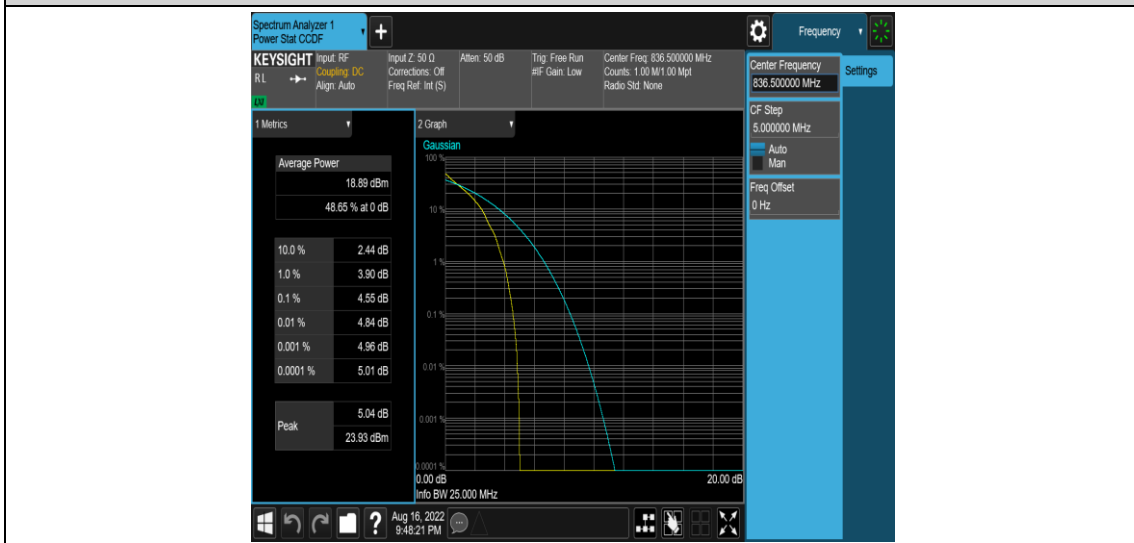 Spectrum Analyzer 1
Power Stat CCDF
+
Frequency
KEYSIGHT
RL
LXI
Input: RF
Coupling: DC
Align: Auto
Input Z: 50 Ω
Corrections: Off
Freq Ref: Int (S)
Atten: 50 dB
Trig: Free Run
#IF Gain: Low
Center Freq: 836.500000 MHz
Counts: 1.00 M/1.00 Mpt
Radio Std: None
Center Frequency
836.500000 MHz
Settings
CF Step
5.000000 MHz
Auto
Man
Freq Offset
0 Hz
1 Metrics
Average Power
18.89 dBm
48.65 % at 0 dB
10.0 % 2.44 dB
1.0 % 3.90 dB
0.1 % 4.55 dB
0.01 % 4.84 dB
0.001 % 4.96 dB
0.0001 % 5.01 dB
Peak
5.04 dB
23.93 dBm
2 Graph
Gaussian
100 %
10 %
1 %
0.1 %
0.01 %
0.001 %
0.0001 %
0.00 dB 20.00 dB
Info BW 25.000 MHz
?
Aug 16, 2022
9:48:21 PM